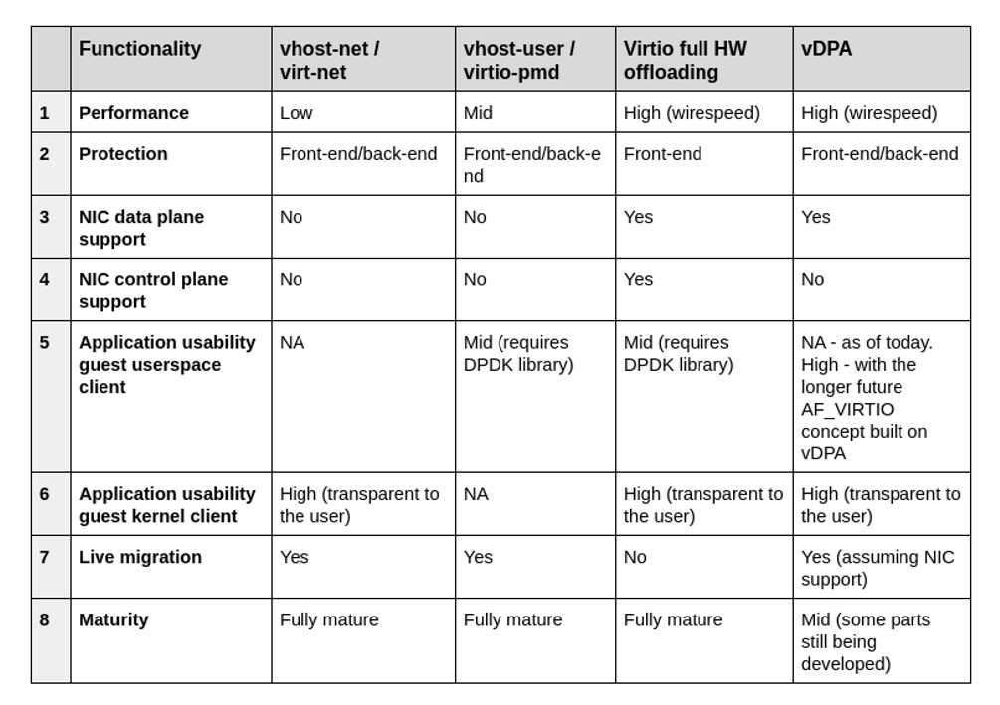 Functionality
vhost-net /
virt-net
vhost-user /
virtio-pmd
Virtio full HW
offloading
vDPA
1
Performance
Low
Mid
High (wirespeed)
High (wirespeed)
2
Protection
Front-end/back-end
Front-end/back-e
nd
Front-end
Front-end/back-end
3
NIC data plane
support
No
No
Yes
Yes
4
NIC control plane
support
No
No
Yes
No
5
Application usability
guest userspace
client
NA
Mid (requires
DPDK library)
Mid (requires
DPDK library)
NA - as of today.
High - with the
longer future
AF_VIRTIO
concept built on
vDPA
6
Application usability
guest kernel client
High (transparent to
the user)
NA
High (transparent to
the user)
High (transparent to
the user)
7
Live migration
Yes
Yes
No
Yes (assuming NIC
support)
8
Maturity
Fully mature
Fully mature
Fully mature
Mid (some parts
still being
developed)